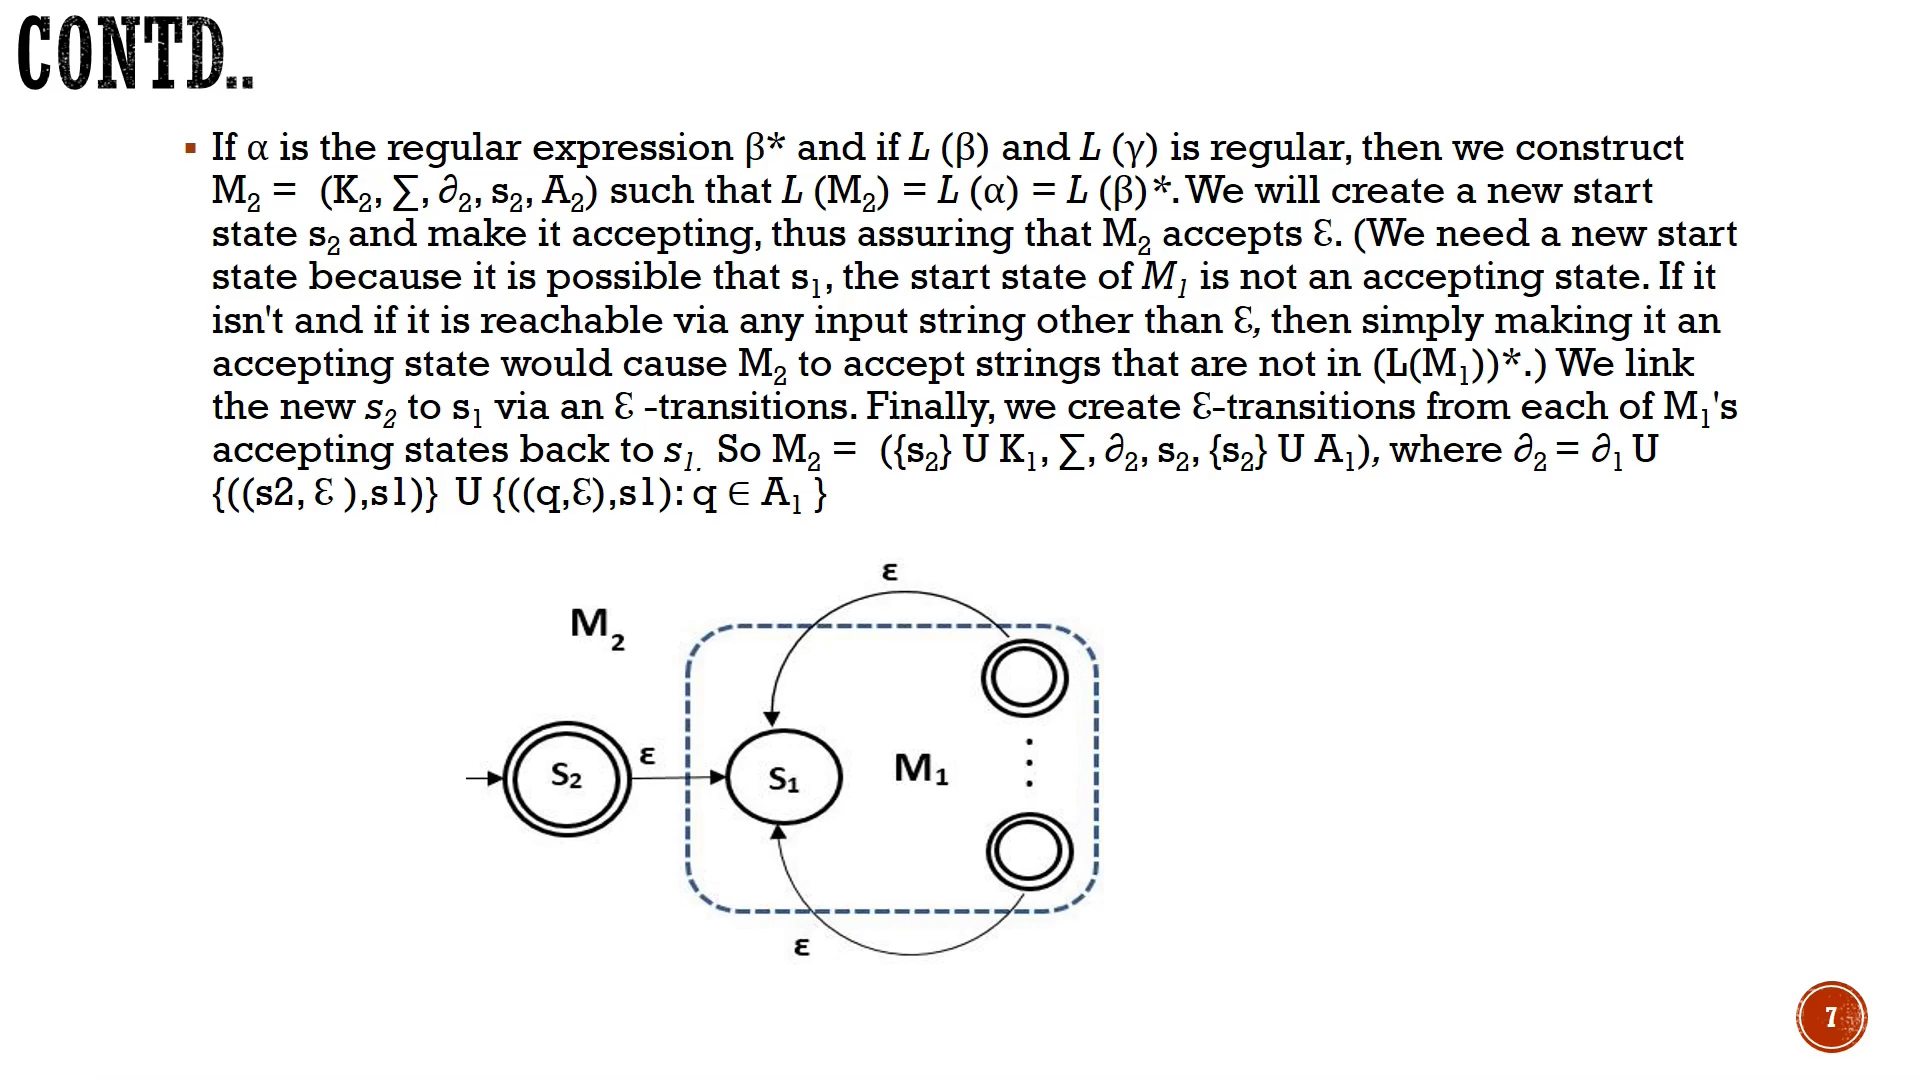 CONTD..
▪ If α is the regular expression β* and if L (β) and L (γ) is regular, then we construct
M₂ = (K₂, ∑, ∂₂, s₂, A₂) such that L (M₂) = L (α) = L (β)*. We will create a new start
state s₂ and make it accepting, thus assuring that M₂ accepts Ɛ. (We need a new start
state because it is possible that s₁, the start state of M₁ is not an accepting state. If it
isn't and if it is reachable via any input string other than Ɛ, then simply making it an
accepting state would cause M₂ to accept strings that are not in (L(M₁))*.) We link
the new s₂ to s₁ via an Ɛ -transitions. Finally, we create Ɛ-transitions from each of M₁'s
accepting states back to s₁. So M₂ = ({s₂} U K₁, ∑, ∂₂, s₂, {s₂} U A₁), where ∂₂ = ∂₁ U
{((s2, Ɛ ),s1)} U {((q,Ɛ),s1): q ∈ A₁ }
ε
M₂
ε
S₂
S₁
M₁
ε
7